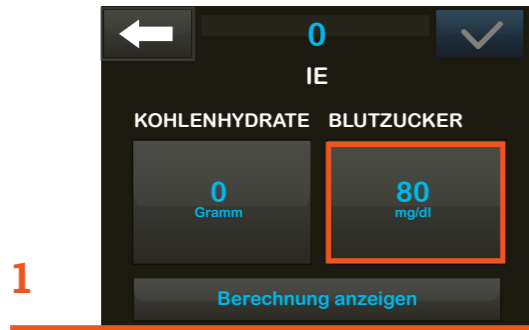 0
IE
KOHLENHYDRATE BLUTZUCKER
0 80
Gramm mg/dl
1
Berechnung anzeigen